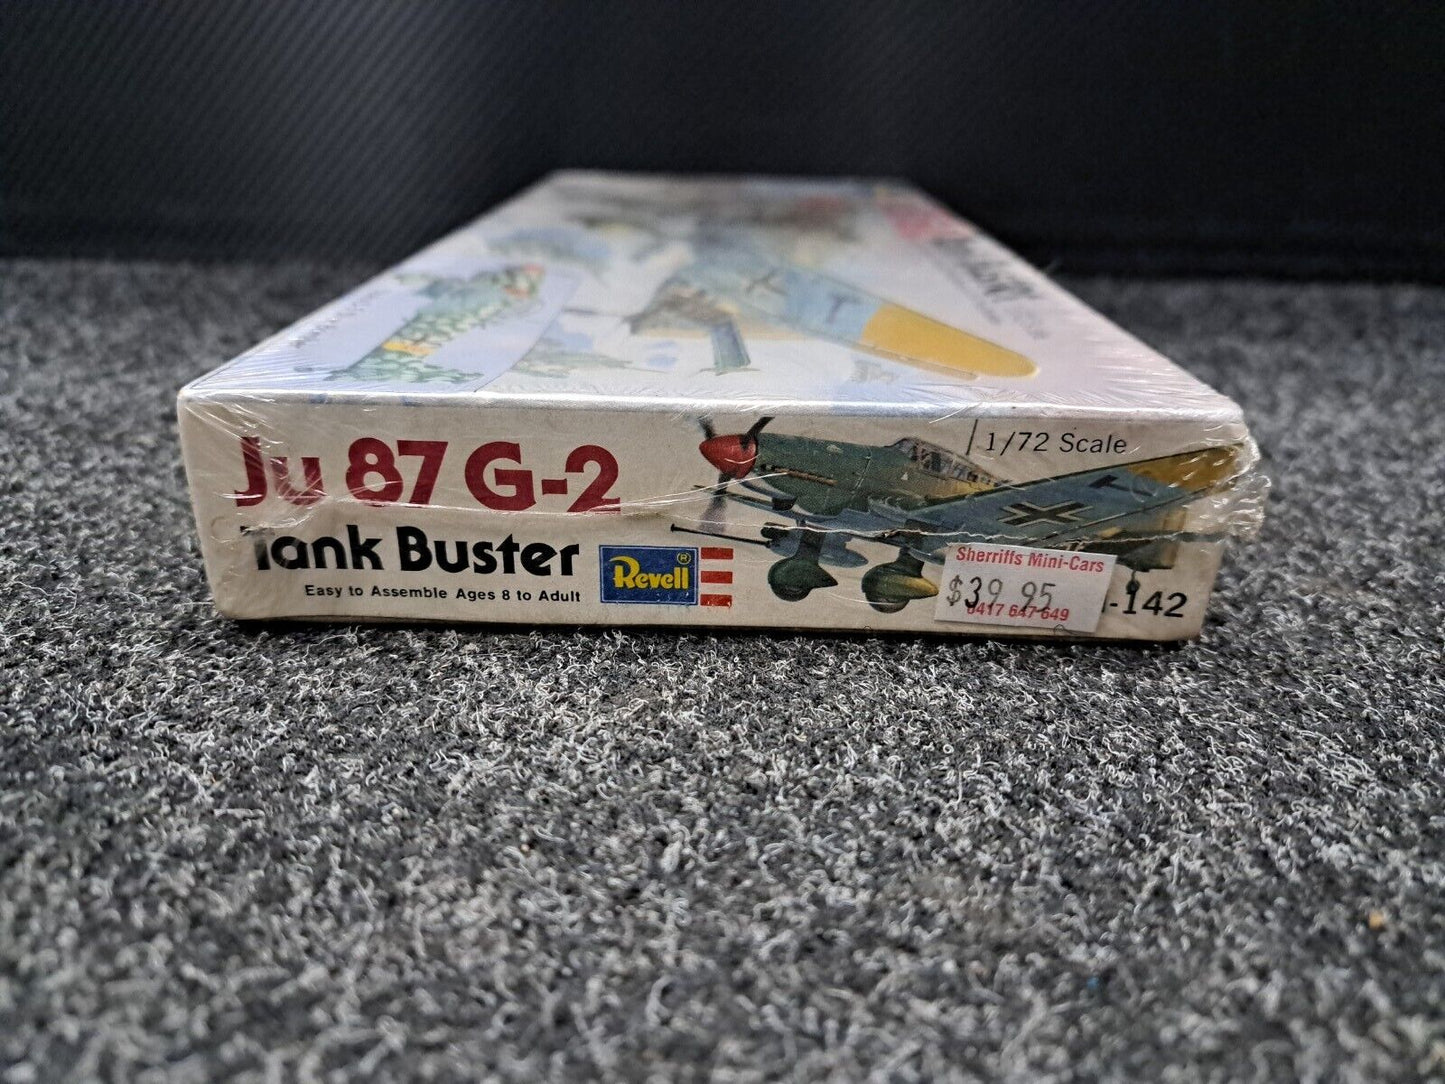 Ju 87 G-2
Tank Buster
Easy to Assemble Ages 8 to Adult
Revell®
1/72 Scale
Sherriffs Mini-Cars
$39.95
0417 647 649
-142